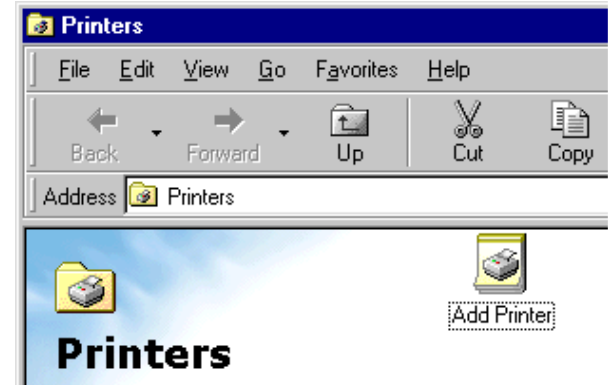 Printers
File Edit View Go Favorites Help
Back Forward Up Cut Copy
Address Printers
Add Printer
Printers